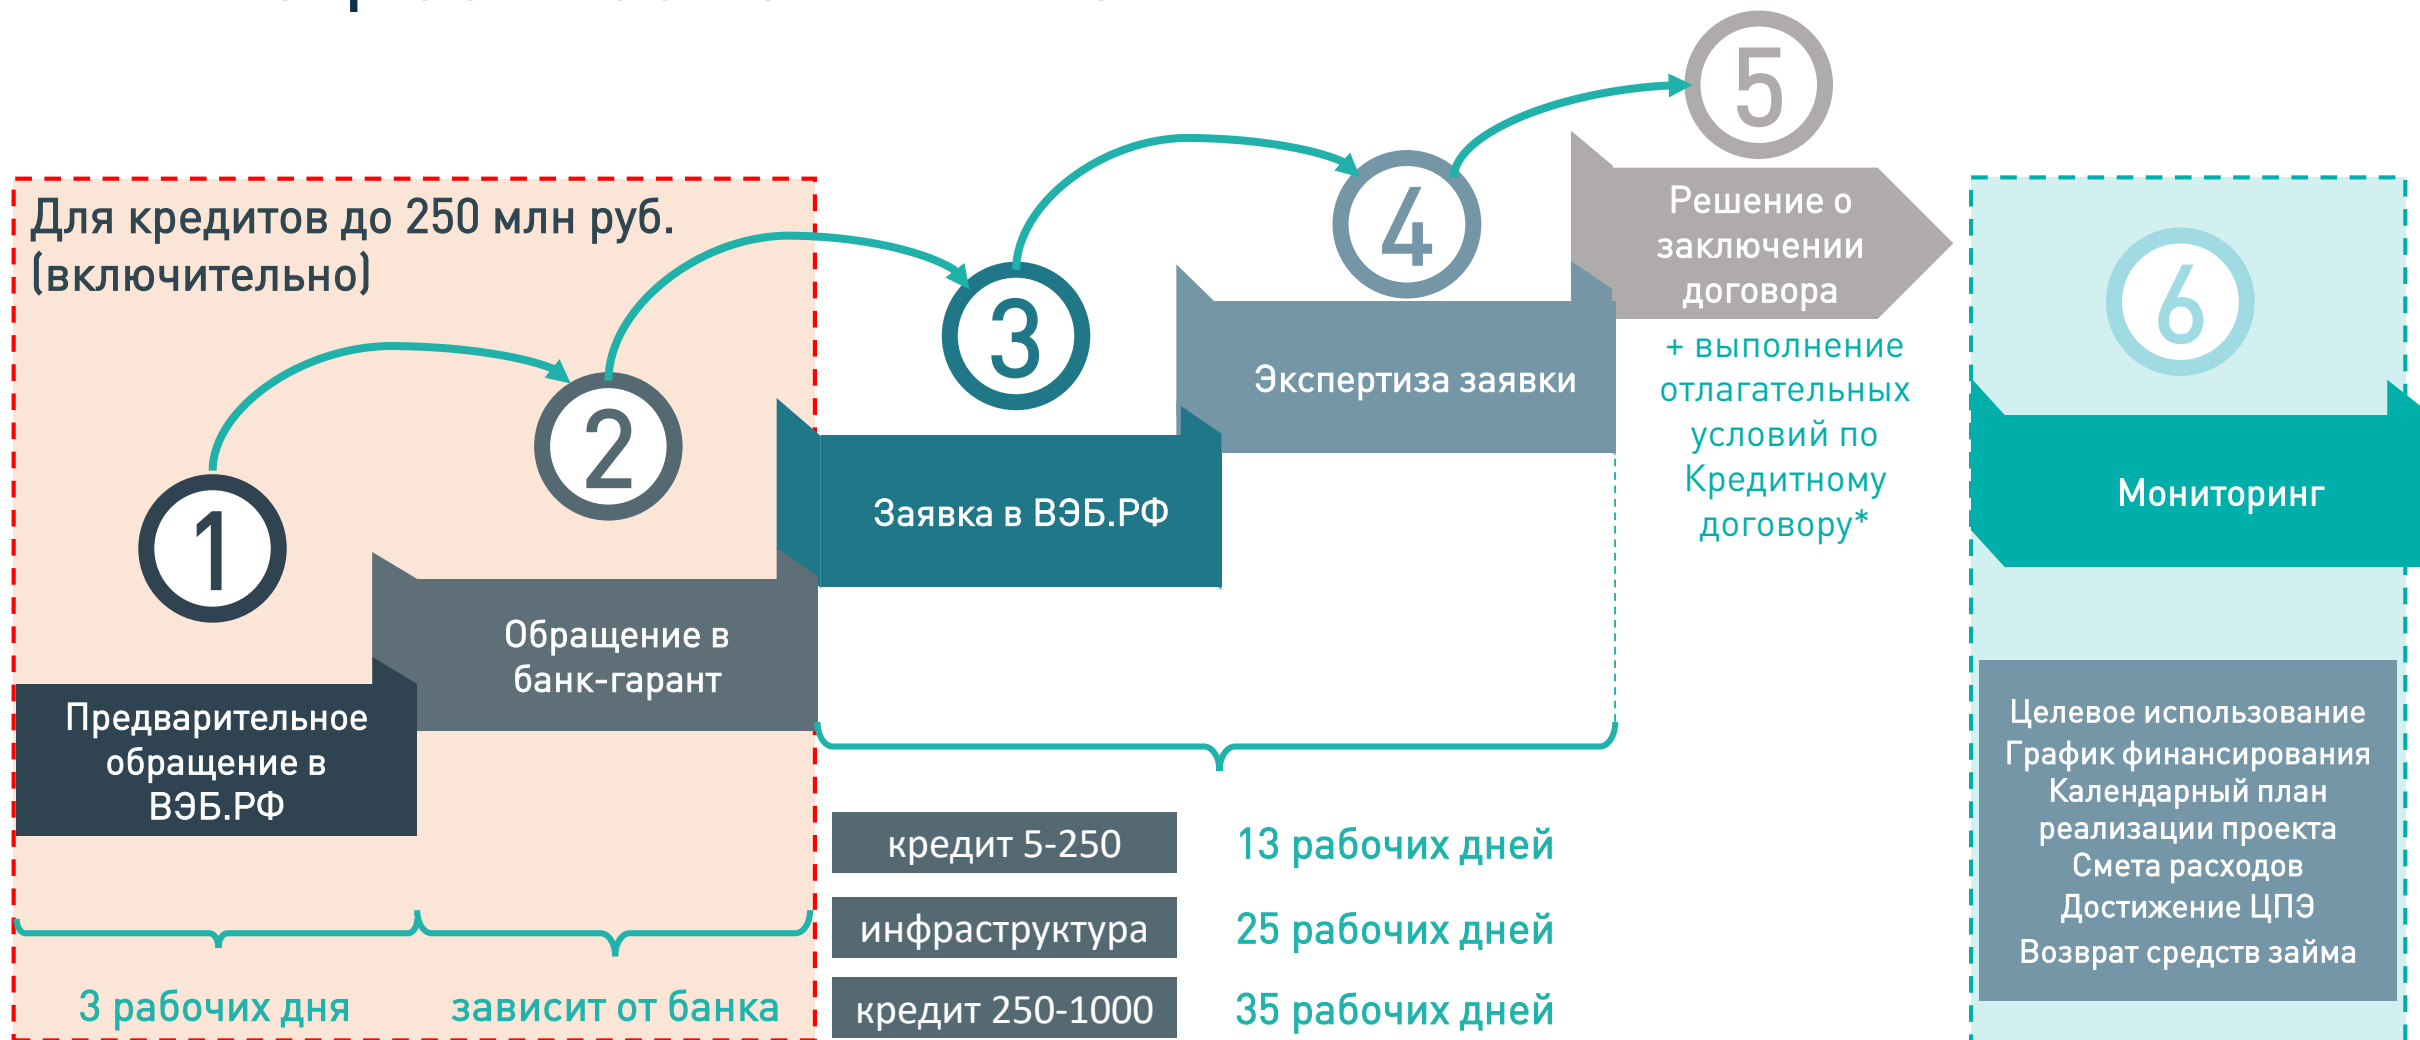 Для кредитов до 250 млн руб.
(включительно)
1
Предварительное
обращение в
ВЭБ.РФ
3 рабочих дня
2
Обращение в
банк-гарант
зависит от банка
3
Заявка в ВЭБ.РФ
4
Экспертиза заявки
кредит 5-250
13 рабочих дней
инфраструктура
25 рабочих дней
кредит 250-1000
35 рабочих дней
5
Решение о
заключении
договора
+ выполнение
отлагательных
условий по
Кредитному
договору*
6
Мониторинг
Целевое использование
График финансирования
Календарный план
реализации проекта
Смета расходов
Достижение ЦПЭ
Возврат средств займа